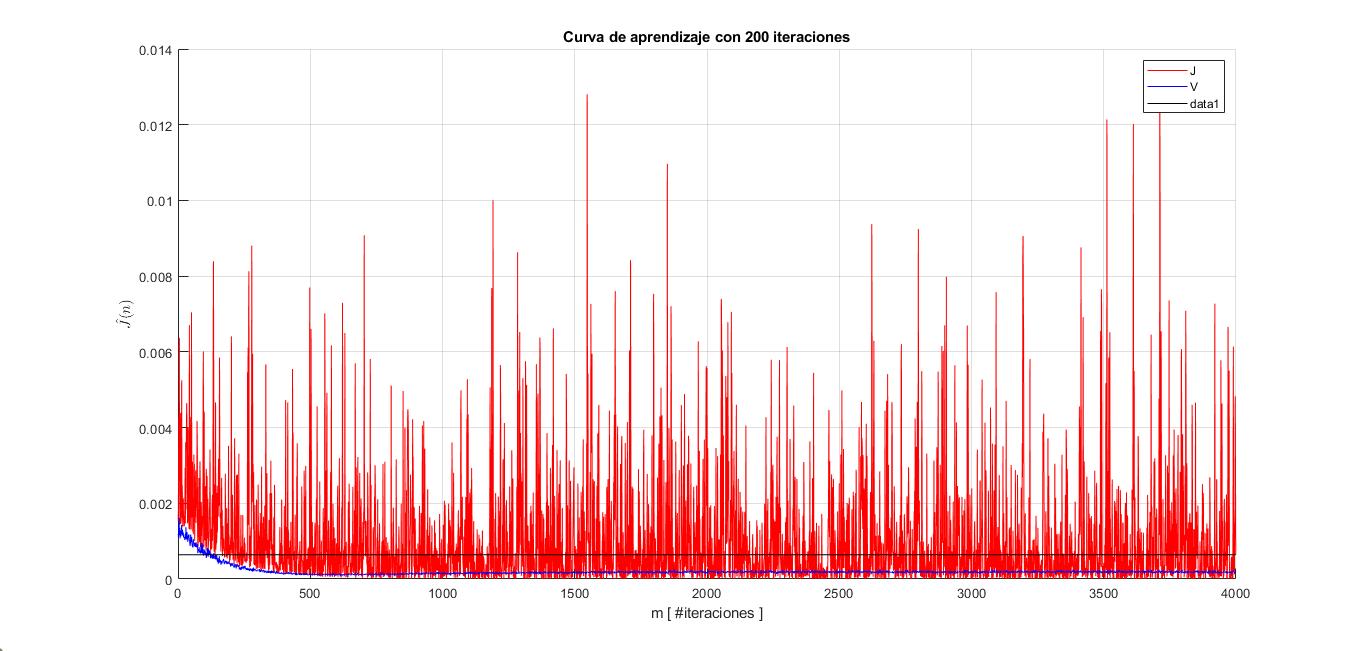 Curva de aprendizaje con 200 iteraciones
0.014
0.012
0.01
0.008
0.006
0.004
0.002
0
Ĵ(n)
0 500 1000 1500 2000 2500 3000 3500 4000
m [ #iteraciones ]
J
V
data1